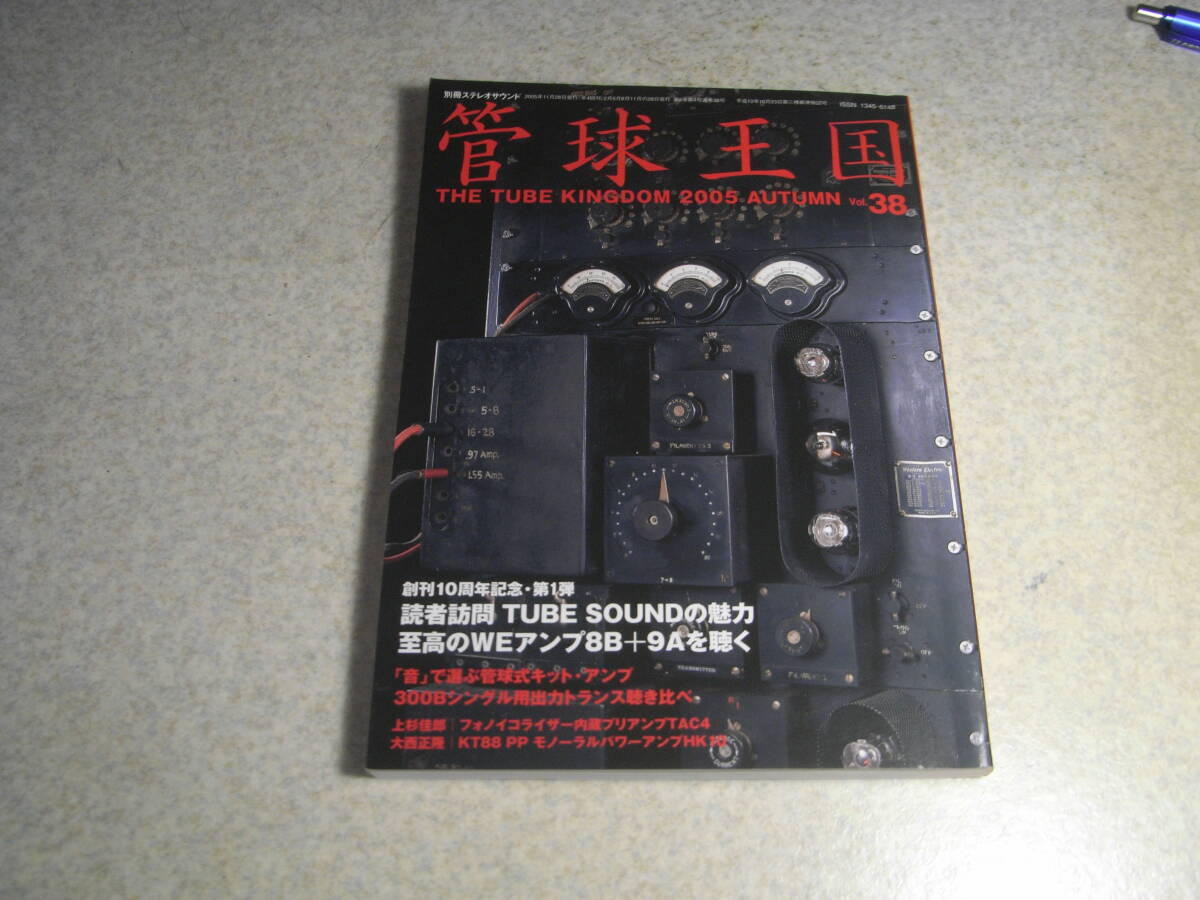 別冊ステレオサウンド
ISSN 1345-5145
管球王国
THE TUBE KINGDOM 2005 AUTUMN Vol.38
5-1
5-8
16-28
.97 Amp.
1.55 Amp.
Western Electric
7-8
創刊10周年記念・第1弾
読者訪問 TUBE SOUNDの魅力
至高のWEアンプ8B+9Aを聴く
TRANSMITTER
「音」で選ぶ管球式キット・アンプ
300Bシングル用出力トランス聴き比べ
上杉佳郎 フォノイコライザー内蔵プリアンプTAC4
大西正隆 KT88 PP モノーラルパワーアンプHK